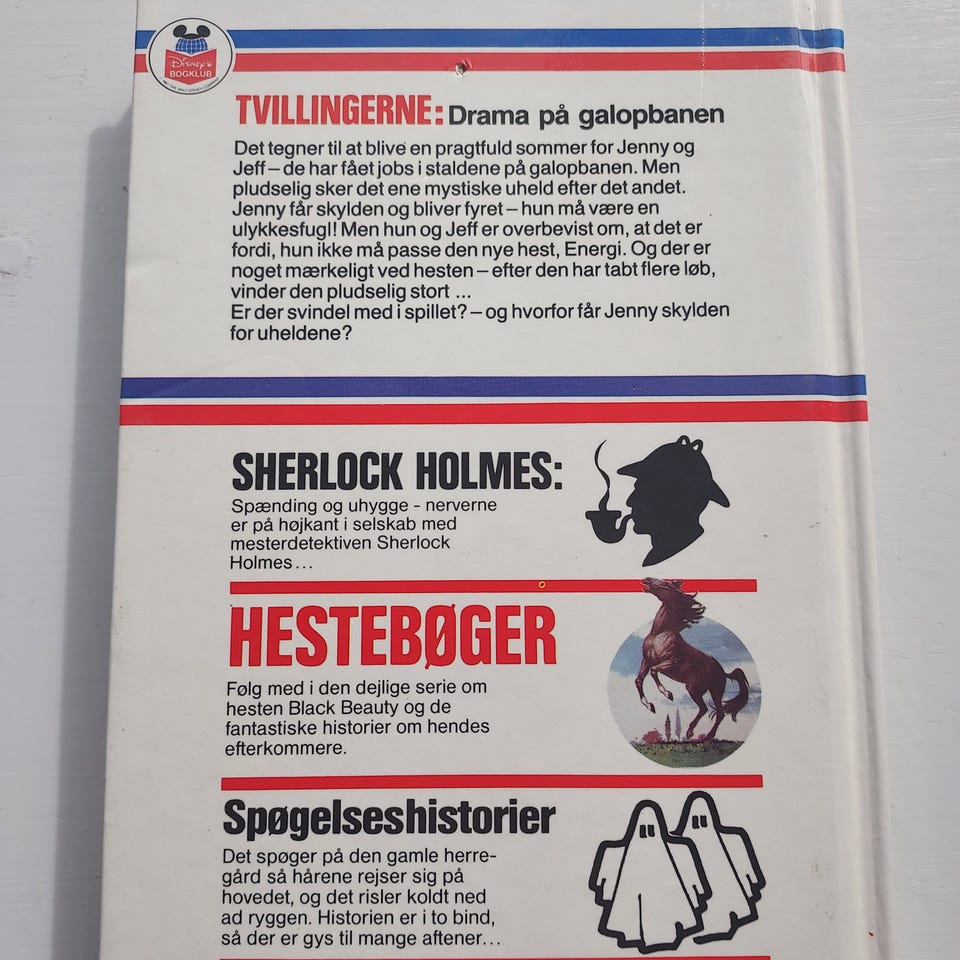 Disney's
BOGKLUB
TVILLINGERNE: Drama på galopbanen
Det tegner til at blive en pragtfuld sommer for Jenny og
Jeff – de har fået jobs i staldene på galopbanen. Men
pludselig sker det ene mystiske uheld efter det andet.
Jenny får skylden og bliver fyret – hun må være en
ulykkesfugl! Men hun og Jeff er overbevist om, at det er
fordi, hun ikke må passe den nye hest, Energi. Og der er
noget mærkeligt ved hesten – efter den har tabt flere løb,
vinder den pludselig stort ...
Er der svindel med i spillet? – og hvorfor får Jenny skylden
for uheldene?
SHERLOCK HOLMES:
Spænding og uhygge - nerverne
er på højkant i selskab med
mesterdetektiven Sherlock
Holmes...
HESTEBØGER
Følg med i den dejlige serie om
hesten Black Beauty og de
fantastiske historier om hendes
efterkommere.
Spøgelseshistorier
Det spøger på den gamle herre-
gård så hårene rejser sig på
hovedet, og det risler koldt ned
ad ryggen. Historien er i to bind,
så der er gys til mange aftener...